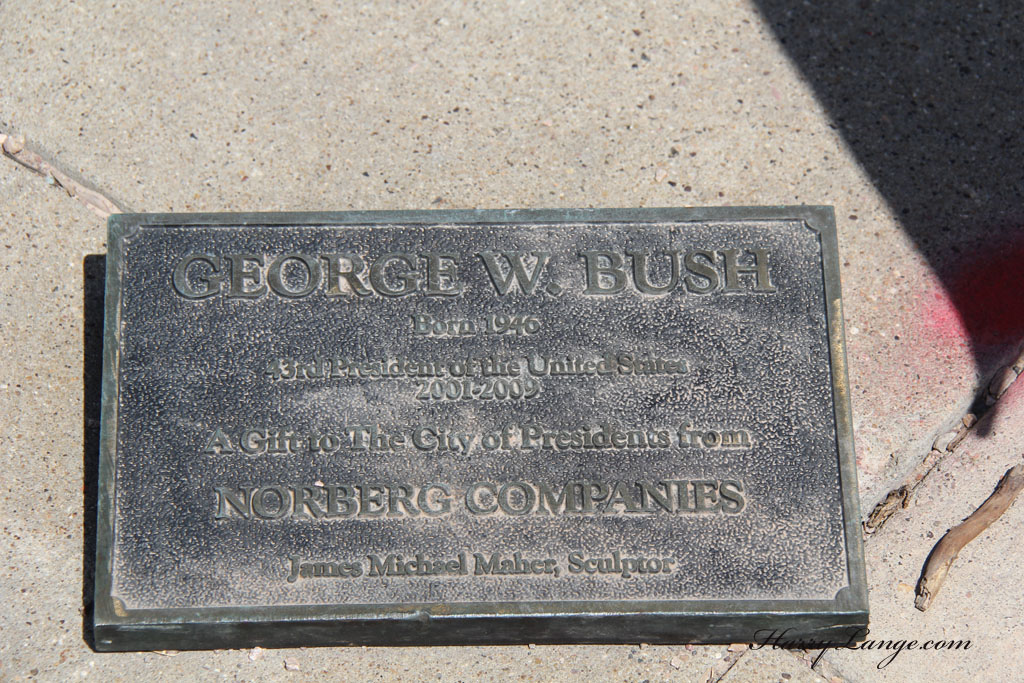 GEORGE W. BUSH
Born 1946
43rd President of the United States
2001-2009
A Gift to The City of Presidents from
NORBERG COMPANIES
James Michael Maher, Sculptor
HarryLange.com